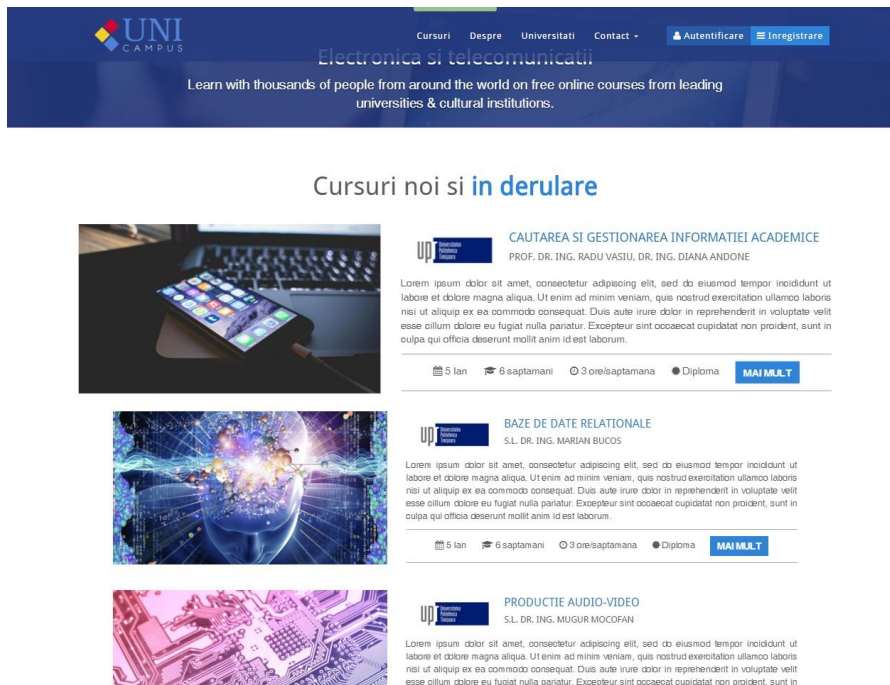 UNI
CAMPUS
Cursuri Despre Universitati Contact Autentificare Inregistrare
Electronica si telecomunicatii
Learn with thousands of people from around the world on free online courses from leading
universities & cultural institutions.
Cursuri noi si in derulare
UPT Universitatea
Politehnica
Timișoara
CAUTAREA SI GESTIONAREA INFORMATIEI ACADEMICE
PROF. DR. ING. RADU VASIU, DR. ING. DIANA ANDONE
Lorem ipsum dolor sit amet, consectetur adipiscing elit, sed do eiusmod tempor incididunt ut
labore et dolore magna aliqua. Ut enim ad minim veniam, quis nostrud exercitation ullamco laboris
nisi ut aliquip ex ea commodo consequat. Duis aute irure dolor in reprehenderit in voluptate velit
esse cillum dolore eu fugiat nulla pariatur. Excepteur sint occaecat cupidatat non proident, sunt in
culpa qui officia deserunt mollit anim id est laborum.
5 Ian 6 saptamani 3 ore/saptamana Diploma MAI MULT
UPT Universitatea
Politehnica
Timișoara
BAZE DE DATE RELATIONALE
S.L. DR. ING. MARIAN BUCOS
Lorem ipsum dolor sit amet, consectetur adipiscing elit, sed do eiusmod tempor incididunt ut
labore et dolore magna aliqua. Ut enim ad minim veniam, quis nostrud exercitation ullamco laboris
nisi ut aliquip ex ea commodo consequat. Duis aute irure dolor in reprehenderit in voluptate velit
esse cillum dolore eu fugiat nulla pariatur. Excepteur sint occaecat cupidatat non proident, sunt in
culpa qui officia deserunt mollit anim id est laborum.
5 Ian 6 saptamani 3 ore/saptamana Diploma MAI MULT
UPT Universitatea
Politehnica
Timișoara
PRODUCTIE AUDIO-VIDEO
S.L. DR. ING. MUGUR MOCOFAN
Lorem ipsum dolor sit amet, consectetur adipiscing elit, sed do eiusmod tempor incididunt ut
labore et dolore magna aliqua. Ut enim ad minim veniam, quis nostrud exercitation ullamco laboris
nisi ut aliquip ex ea commodo consequat. Duis aute irure dolor in reprehenderit in voluptate velit
esse cillum dolore eu fugiat nulla pariatur. Excepteur sint occaecat cupidatat non proident, sunt in